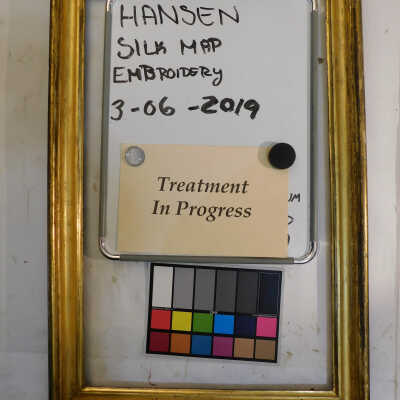 HANSEN
SILK MAP
EMBROIDERY
3-06-2019
Treatment
In Progress